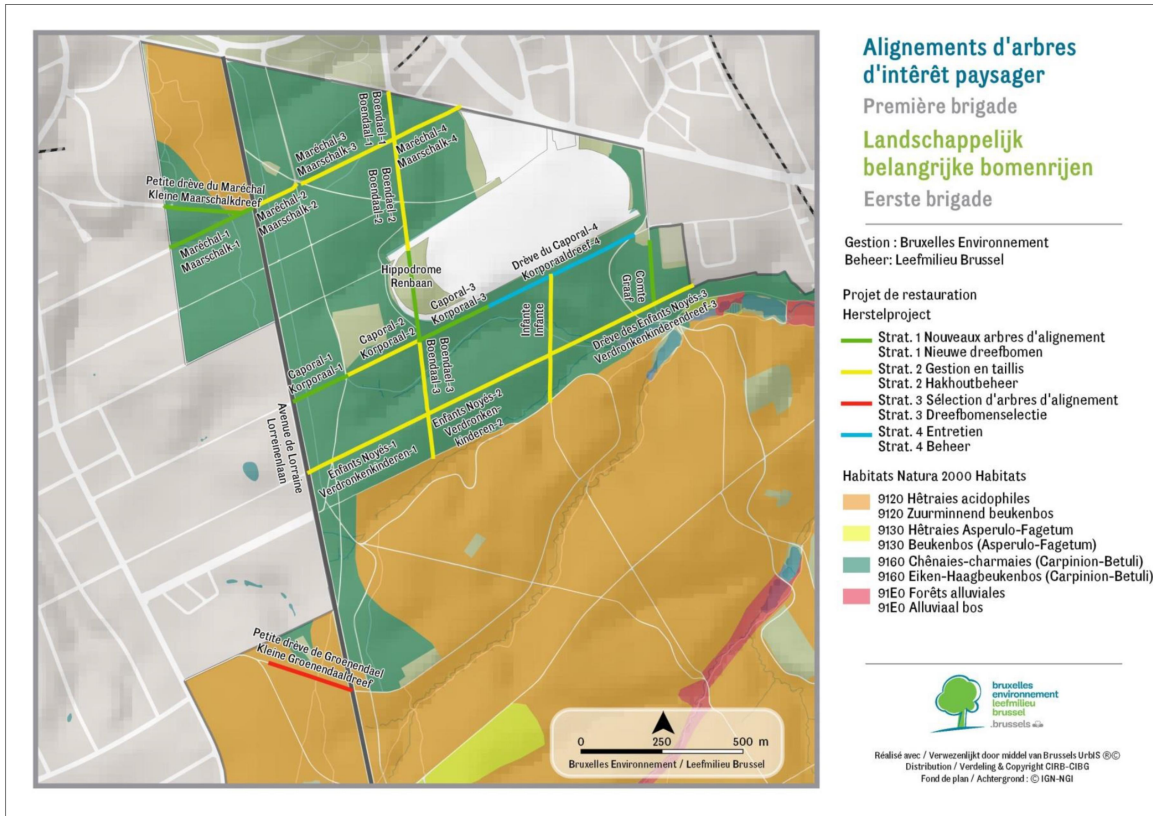 Alignements d'arbres
d'intérêt paysager
Première brigade
Landschappelijk
belangrijke bomenrijen
Eerste brigade
Gestion : Bruxelles Environnement
Beheer: Leefmilieu Brussel
Projet de restauration
Herstelproject
Strat. 1 Nouveaux arbres d'alignement
Strat. 1 Nieuwe dreefbomen
Strat. 2 Gestion en taillis
Strat. 2 Hakhoutbeheer
Strat. 3 Sélection d'arbres d'alignement
Strat. 3 Dreefbomenselectie
Strat. 4 Entretien
Strat. 4 Beheer
Habitats Natura 2000 Habitats
9120 Hêtraies acidophiles
9120 Zuurminnend beukenbos
9130 Hêtraies Asperulo-Fagetum
9130 Beukenbos (Asperulo-Fagetum)
9160 Chênaies-charmaies (Carpinion-Betuli)
9160 Eiken-Haagbeukenbos (Carpinion-Betuli)
91E0 Forêts alluviales
91E0 Alluviaal bos
bruxelles
environnement
leefmilieu
brussel
.brussels
Réalisé avec / Verwezenlijkt door middel van Brussels UrbIS ®©
Distribution / Verdeling & Copyright CIRB-CIBG
Fond de plan / Achtergrond : © IGN-NGI
Boendael-1
Boendaal-1
Maréchal-3
Maarschalk-3
Maréchal-4
Maarschalk-4
Petite drève du Maréchal
Kleine Maarschalkdreef
Maréchal-2
Maarschalk-2
Maréchal-1
Maarschalk-1
Boendael-2
Boendaal-2
Hippodrome
Renbaan
Drève du Caporal-4
Korporaaldreef-4
Comte
Graaf
Caporal-3
Korporaal-3
Caporal-2
Korporaal-2
Caporal-1
Korporaal-1
Infante
Infante
Drève des Enfants Noyés-3
Verdronkenkinderendreef-3
Boendael-3
Boendaal-3
Enfants Noyés-2
Verdronken-
kinderen-2
Enfants Noyés-1
Verdronkenkinderen-1
Avenue de Lorraine
Lorreinenlaan
Petite drève de Groenendael
Kleine Groenendaaldreef
0 250 500 m
Bruxelles Environnement / Leefmilieu Brussel